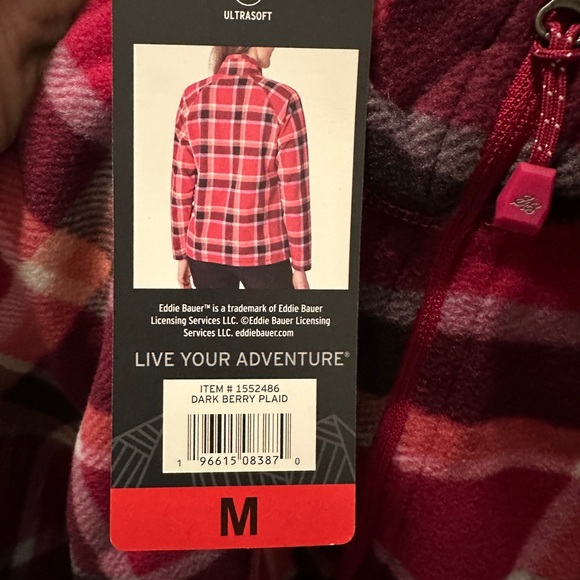 ULTRASOFT
Eddie Bauer™ is a trademark of Eddie Bauer
Licensing Services LLC. ©Eddie Bauer Licensing
Services LLC. eddiebauer.com
LIVE YOUR ADVENTURE®
ITEM # 1552486
DARK BERRY PLAID
1 96615 08387 0
M